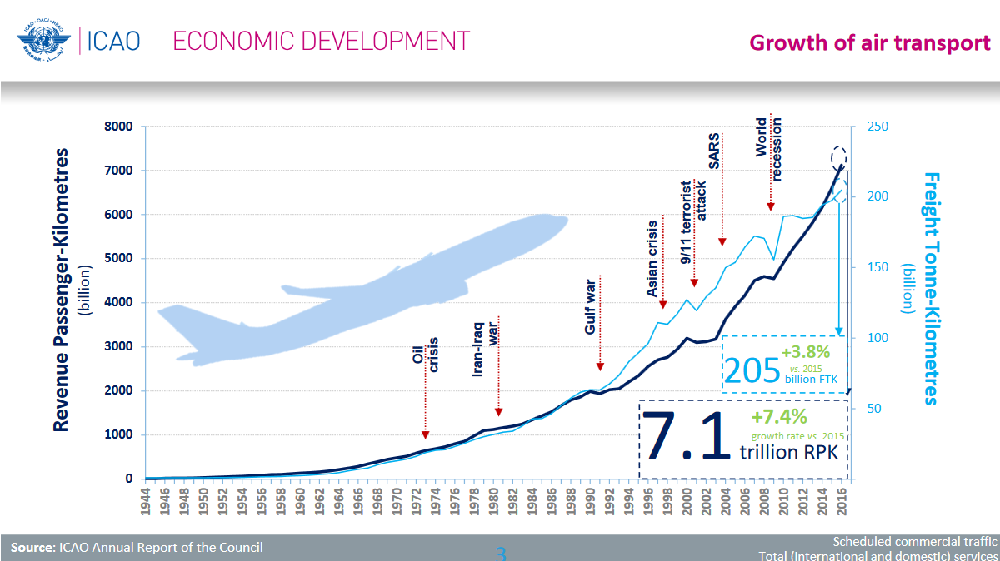 ICAO
ECONOMIC DEVELOPMENT
Growth of air transport
Revenue Passenger-Kilometres
(billion)
8000
7000
6000
5000
4000
3000
2000
1000
0
250
200
150
100
50
-
Freight Tonne-Kilometres
(billion)
Oil
crisis
Iran-Iraq
war
Gulf war
Asian crisis
9/11 terrorist
attack
SARS
World
recession
205
+3.8%
vs. 2015
billion FTK
7.1
+7.4%
growth rate vs. 2015
trillion RPK
1944
1946
1948
1950
1952
1954
1956
1958
1960
1962
1964
1966
1968
1970
1972
1974
1976
1978
1980
1982
1984
1986
1988
1990
1992
1994
1996
1998
2000
2002
2004
2006
2008
2010
2012
2014
2016
Source: ICAO Annual Report of the Council
3
Scheduled commercial traffic
Total (international and domestic) services